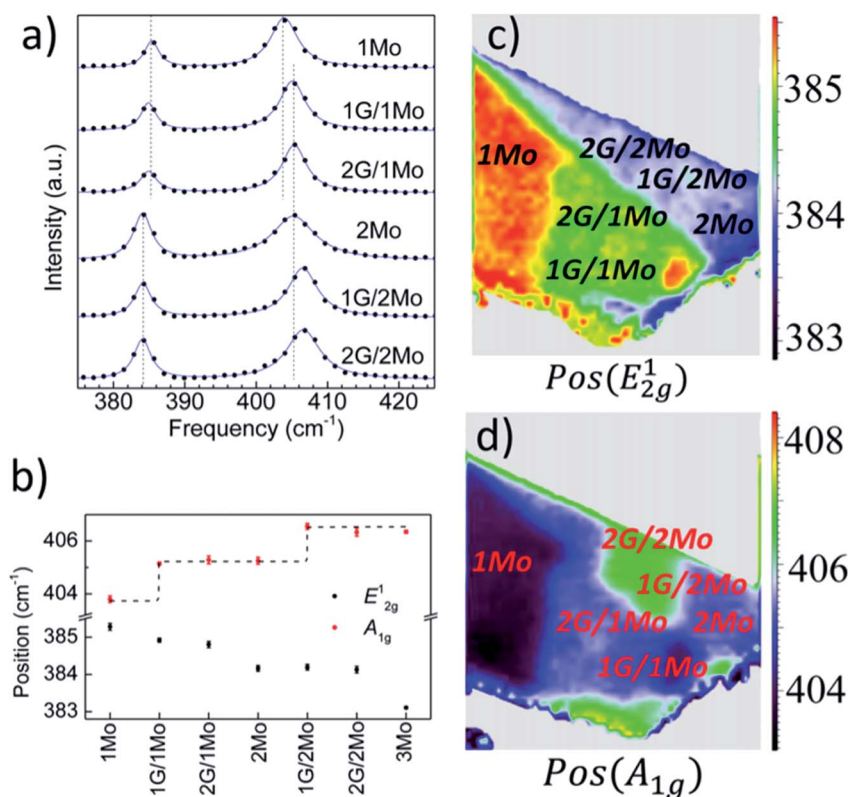 a)
Intensity (a.u.)
1Mo
1G/1Mo
2G/1Mo
2Mo
1G/2Mo
2G/2Mo
380 390 400 410 420
Frequency (cm⁻¹)
c)
1Mo
2G/2Mo
1G/2Mo
2G/1Mo
2Mo
1G/1Mo
385
384
383
Pos(E¹₂g)
b)
Position (cm⁻¹)
406
404
385
384
383
E¹₂g
A₁g
1Mo
1G/1Mo
2G/1Mo
2Mo
1G/2Mo
2G/2Mo
3Mo
d)
1Mo
2G/2Mo
1G/2Mo
2G/1Mo
2Mo
1G/1Mo
408
406
404
Pos(A₁g)